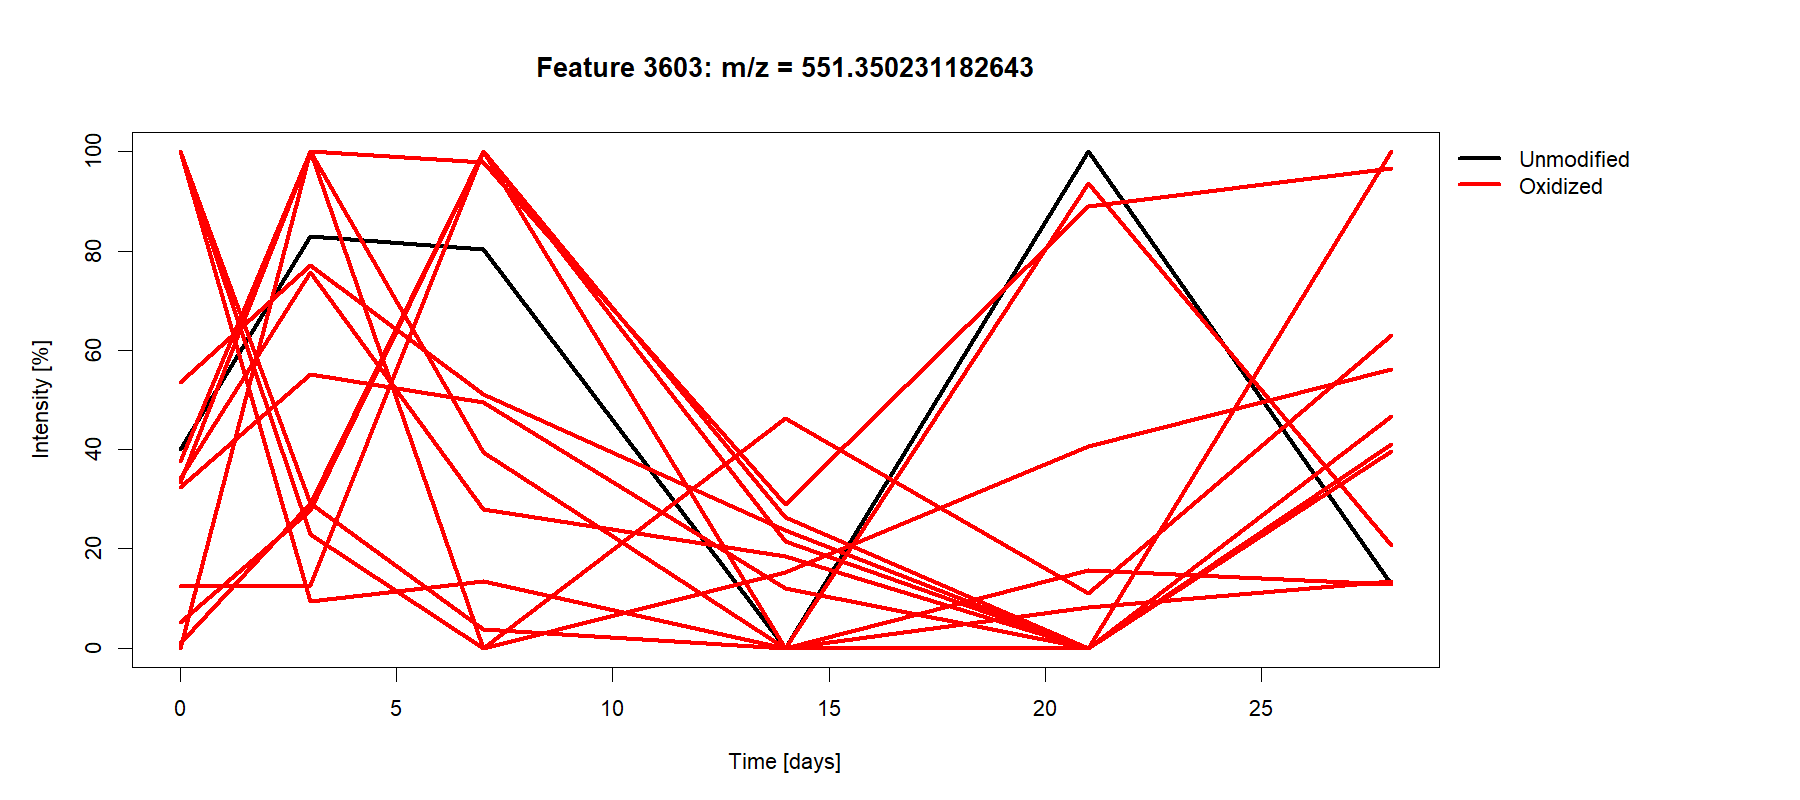 Feature 3603: m/z = 551.350231182643
Unmodified
Oxidized
Intensity [%]
100
80
60
40
20
0
0 5 10 15 20 25
Time [days]